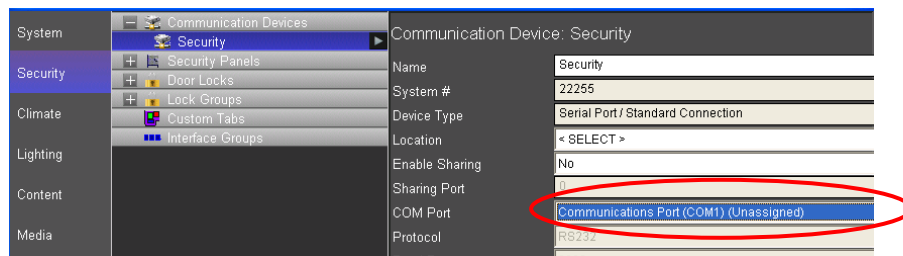 System
Security
Climate
Lighting
Content
Media
Communication Devices
Security
Security Panels
Door Locks
Lock Groups
Custom Tabs
Interface Groups
Communication Device: Security
Name Security
System # 22255
Device Type Serial Port / Standard Connection
Location < SELECT >
Enable Sharing No
Sharing Port 0
COM Port Communications Port (COM1) (Unassigned)
Protocol RS232